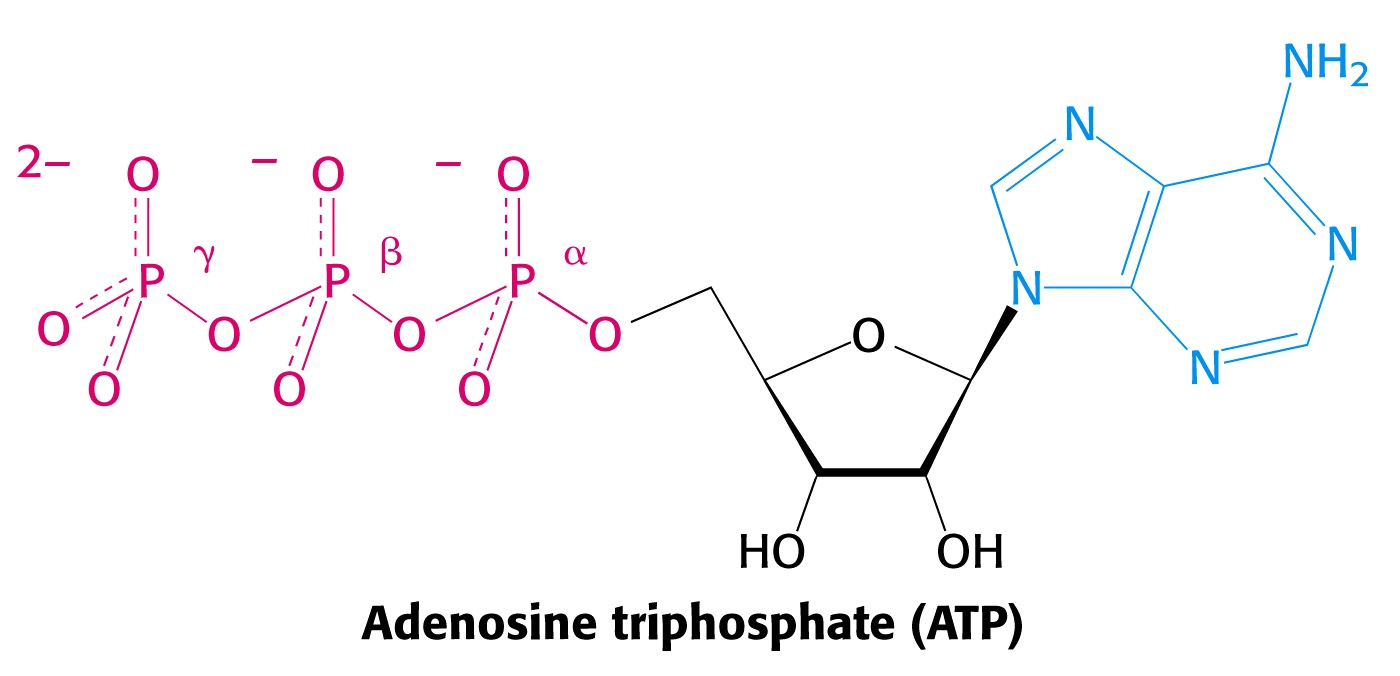 NH2
N
2– O – O – O
γ β α
P P P
N
N
O O O O
O
N
O O O
HO OH
Adenosine triphosphate (ATP)